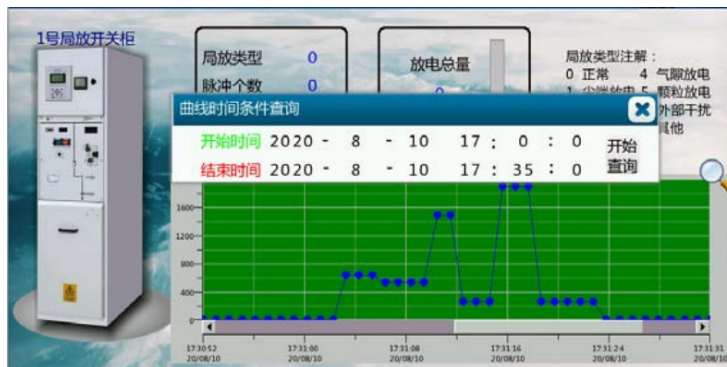 1号局放开关柜
局放类型 0
脉冲个数 0
放电总量
0
局放类型注解：
0 正常 4 气隙放电
1 尖端放电 5 颗粒放电
外部干扰
其他
曲线时间条件查询
开始时间 2020 - 8 - 10 17 : 0 : 0
结束时间 2020 - 8 - 10 17 : 35 : 0
开始
查询
1600
1200
800
400
0
17:30:52 17:31:00 17:31:08 17:31:16 17:31:24 17:31:31
20/08/10 20/08/10 20/08/10 20/08/10 20/08/10 20/08/10